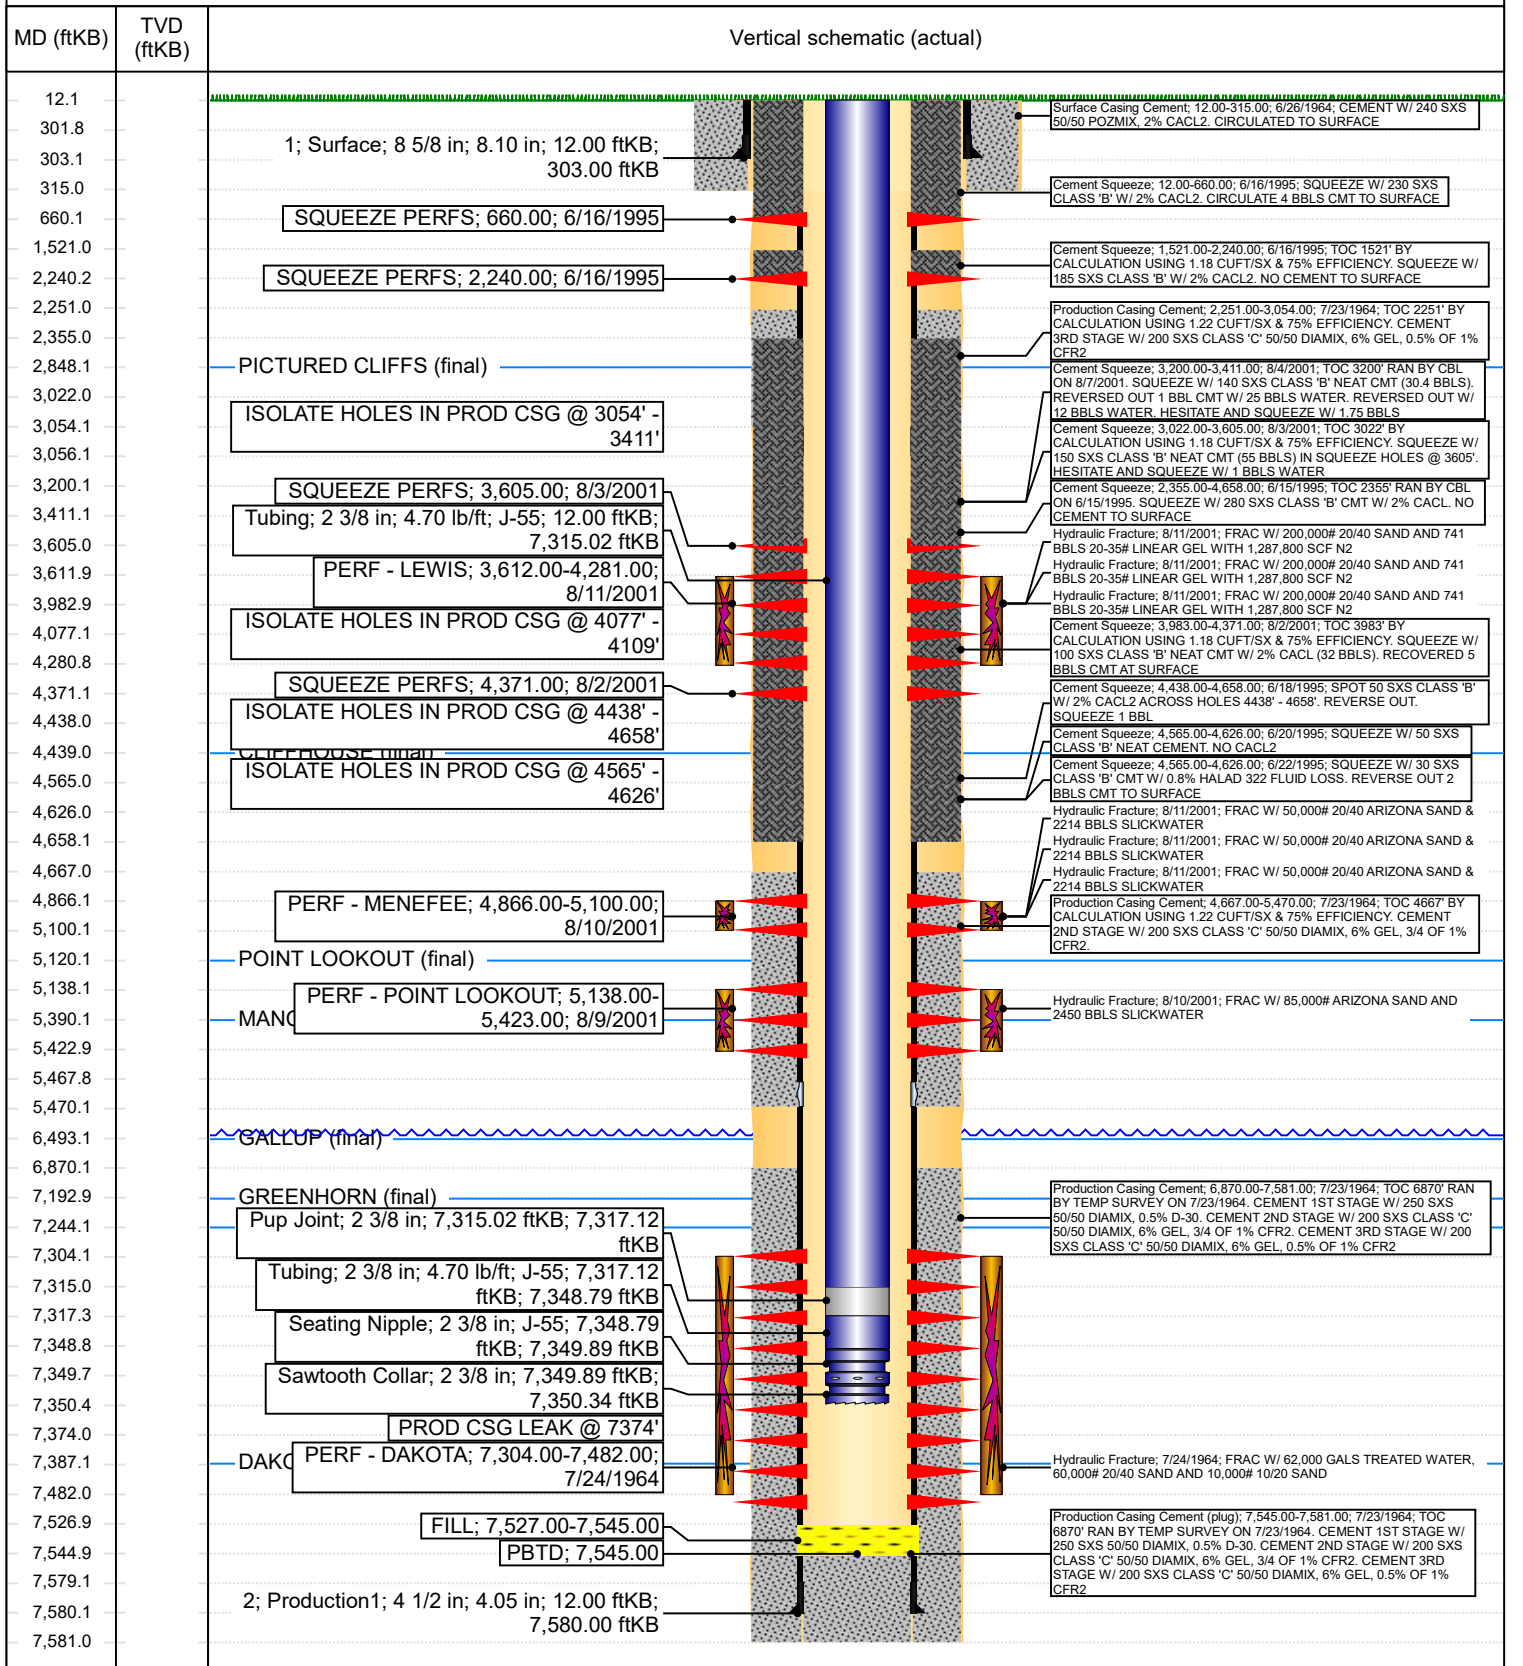 MD (ftKB)
TVD
(ftKB)
Vertical schematic (actual)
12.1
301.8
303.1
315.0
660.1
1,521.0
2,240.2
2,251.0
2,355.0
2,848.1
3,022.0
3,054.1
3,056.1
3,200.1
3,411.1
3,605.0
3,611.9
3,982.9
4,077.1
4,280.8
4,371.1
4,438.0
4,439.0
4,565.0
4,626.0
4,658.1
4,667.0
4,866.1
5,100.1
5,120.1
5,138.1
5,390.1
5,422.9
5,467.8
5,470.1
6,493.1
6,870.1
7,192.9
7,244.1
7,304.1
7,315.0
7,317.3
7,348.8
7,349.7
7,350.4
7,374.0
7,387.1
7,482.0
7,526.9
7,544.9
7,579.1
7,580.1
7,581.0
1; Surface; 8 5/8 in; 8.10 in; 12.00 ftKB;
303.00 ftKB
SQUEEZE PERFS; 660.00; 6/16/1995
SQUEEZE PERFS; 2,240.00; 6/16/1995
PICTURED CLIFFS (final)
ISOLATE HOLES IN PROD CSG @ 3054' -
3411'
SQUEEZE PERFS; 3,605.00; 8/3/2001
Tubing; 2 3/8 in; 4.70 lb/ft; J-55; 12.00 ftKB;
7,315.02 ftKB
PERF - LEWIS; 3,612.00-4,281.00;
8/11/2001
ISOLATE HOLES IN PROD CSG @ 4077' -
4109'
SQUEEZE PERFS; 4,371.00; 8/2/2001
ISOLATE HOLES IN PROD CSG @ 4438' -
4658'
CLIFFHOUSE (final)
ISOLATE HOLES IN PROD CSG @ 4565' -
4626'
PERF - MENEFEE; 4,866.00-5,100.00;
8/10/2001
POINT LOOKOUT (final)
PERF - POINT LOOKOUT; 5,138.00-
5,423.00; 8/9/2001
MANC
GALLUP (final)
GREENHORN (final)
Pup Joint; 2 3/8 in; 7,315.02 ftKB; 7,317.12
ftKB
Tubing; 2 3/8 in; 4.70 lb/ft; J-55; 7,317.12
ftKB; 7,348.79 ftKB
Seating Nipple; 2 3/8 in; J-55; 7,348.79
ftKB; 7,349.89 ftKB
Sawtooth Collar; 2 3/8 in; 7,349.89 ftKB;
7,350.34 ftKB
PROD CSG LEAK @ 7374'
DAKO
PERF - DAKOTA; 7,304.00-7,482.00;
7/24/1964
FILL; 7,527.00-7,545.00
PBTD; 7,545.00
2; Production1; 4 1/2 in; 4.05 in; 12.00 ftKB;
7,580.00 ftKB
Surface Casing Cement; 12.00-315.00; 6/26/1964; CEMENT W/ 240 SXS
50/50 POZMIX, 2% CACL2. CIRCULATED TO SURFACE
Cement Squeeze; 12.00-660.00; 6/16/1995; SQUEEZE W/ 230 SXS
CLASS 'B' W/ 2% CACL2. CIRCULATE 4 BBLS CMT TO SURFACE
Cement Squeeze; 1,521.00-2,240.00; 6/16/1995; TOC 1521' BY
CALCULATION USING 1.18 CUFT/SX & 75% EFFICIENCY. SQUEEZE W/
185 SXS CLASS 'B' W/ 2% CACL2. NO CEMENT TO SURFACE
Production Casing Cement; 2,251.00-3,054.00; 7/23/1964; TOC 2251' BY
CALCULATION USING 1.22 CUFT/SX & 75% EFFICIENCY. CEMENT
3RD STAGE W/ 200 SXS CLASS 'C' 50/50 DIAMIX, 6% GEL, 0.5% OF 1%
CFR2
Cement Squeeze; 3,200.00-3,411.00; 8/4/2001; TOC 3200' RAN BY CBL
ON 8/7/2001. SQUEEZE W/ 140 SXS CLASS 'B' NEAT CMT (30.4 BBLS).
REVERSED OUT 1 BBL CMT W/ 25 BBLS WATER. REVERSED OUT W/
12 BBLS WATER. HESITATE AND SQUEEZE W/ 1.75 BBLS
Cement Squeeze; 3,022.00-3,605.00; 8/3/2001; TOC 3022' BY
CALCULATION USING 1.18 CUFT/SX & 75% EFFICIENCY. SQUEEZE W/
150 SXS CLASS 'B' NEAT CMT (55 BBLS) IN SQUEEZE HOLES @ 3605'.
HESITATE AND SQUEEZE W/ 1 BBLS WATER
Cement Squeeze; 2,355.00-4,658.00; 6/15/1995; TOC 2355' RAN BY CBL
ON 6/15/1995. SQUEEZE W/ 280 SXS CLASS 'B' CMT W/ 2% CACL. NO
CEMENT TO SURFACE
Hydraulic Fracture; 8/11/2001; FRAC W/ 200,000# 20/40 SAND AND 741
BBLS 20-35# LINEAR GEL WITH 1,287,800 SCF N2
Hydraulic Fracture; 8/11/2001; FRAC W/ 200,000# 20/40 SAND AND 741
BBLS 20-35# LINEAR GEL WITH 1,287,800 SCF N2
Hydraulic Fracture; 8/11/2001; FRAC W/ 200,000# 20/40 SAND AND 741
BBLS 20-35# LINEAR GEL WITH 1,287,800 SCF N2
Cement Squeeze; 3,983.00-4,371.00; 8/2/2001; TOC 3983' BY
CALCULATION USING 1.18 CUFT/SX & 75% EFFICIENCY. SQUEEZE W/
100 SXS CLASS 'B' NEAT CMT W/ 2% CACL (32 BBLS). RECOVERED 5
BBLS CMT AT SURFACE
Cement Squeeze; 4,438.00-4,658.00; 6/18/1995; SPOT 50 SXS CLASS 'B'
W/ 2% CACL2 ACROSS HOLES 4438' - 4658'. REVERSE OUT.
SQUEEZE 1 BBL
Cement Squeeze; 4,565.00-4,626.00; 6/20/1995; SQUEEZE W/ 50 SXS
CLASS 'B' NEAT CEMENT. NO CACL2
Cement Squeeze; 4,565.00-4,626.00; 6/22/1995; SQUEEZE W/ 30 SXS
CLASS 'B' CMT W/ 0.8% HALAD 322 FLUID LOSS. REVERSE OUT 2
BBLS CMT TO SURFACE
Hydraulic Fracture; 8/11/2001; FRAC W/ 50,000# 20/40 ARIZONA SAND &
2214 BBLS SLICKWATER
Hydraulic Fracture; 8/11/2001; FRAC W/ 50,000# 20/40 ARIZONA SAND &
2214 BBLS SLICKWATER
Hydraulic Fracture; 8/11/2001; FRAC W/ 50,000# 20/40 ARIZONA SAND &
2214 BBLS SLICKWATER
Production Casing Cement; 4,667.00-5,470.00; 7/23/1964; TOC 4667' BY
CALCULATION USING 1.22 CUFT/SX & 75% EFFICIENCY. CEMENT
2ND STAGE W/ 200 SXS CLASS 'C' 50/50 DIAMIX, 6% GEL, 3/4 OF 1%
CFR2.
Hydraulic Fracture; 8/10/2001; FRAC W/ 85,000# ARIZONA SAND AND
2450 BBLS SLICKWATER
Production Casing Cement; 6,870.00-7,581.00; 7/23/1964; TOC 6870' RAN
BY TEMP SURVEY ON 7/23/1964. CEMENT 1ST STAGE W/ 250 SXS
50/50 DIAMIX, 0.5% D-30. CEMENT 2ND STAGE W/ 200 SXS CLASS 'C'
50/50 DIAMIX, 6% GEL, 3/4 OF 1% CFR2. CEMENT 3RD STAGE W/ 200
SXS CLASS 'C' 50/50 DIAMIX, 6% GEL, 0.5% OF 1% CFR2
Hydraulic Fracture; 7/24/1964; FRAC W/ 62,000 GALS TREATED WATER,
60,000# 20/40 SAND AND 10,000# 10/20 SAND
Production Casing Cement (plug); 7,545.00-7,581.00; 7/23/1964; TOC
6870' RAN BY TEMP SURVEY ON 7/23/1964. CEMENT 1ST STAGE W/
250 SXS 50/50 DIAMIX, 0.5% D-30. CEMENT 2ND STAGE W/ 200 SXS
CLASS 'C' 50/50 DIAMIX, 6% GEL, 3/4 OF 1% CFR2. CEMENT 3RD
STAGE W/ 200 SXS CLASS 'C' 50/50 DIAMIX, 6% GEL, 0.5% OF 1%
CFR2